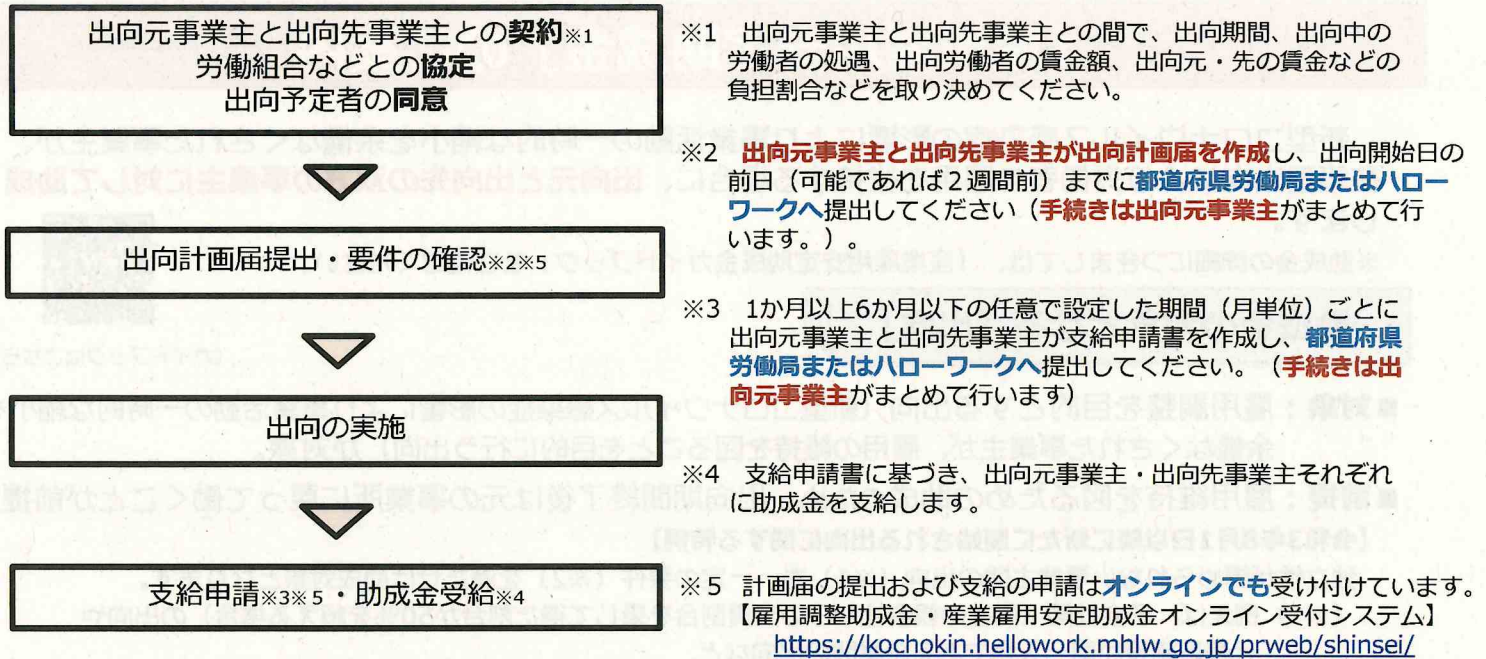 出向元事業主と出向先事業主との契約※1
労働組合などとの協定
出向予定者の同意
出向計画届提出・要件の確認※2※5
出向の実施
支給申請※3※5・助成金受給※4
※1　出向元事業主と出向先事業主との間で、出向期間、出向中の
労働者の処遇、出向労働者の賃金額、出向元・先の賃金などの
負担割合などを取り決めてください。
※2　出向元事業主と出向先事業主が出向計画届を作成し、出向開始日の
前日（可能であれば２週間前）までに都道府県労働局またはハロー
ワークへ提出してください（手続きは出向元事業主がまとめて行
います。）。
※3　1か月以上6か月以下の任意で設定した期間（月単位）ごとに
出向元事業主と出向先事業主が支給申請書を作成し、都道府県
労働局またはハローワークへ提出してください。（手続きは出
向元事業主がまとめて行います）
※4　支給申請書に基づき、出向元事業主・出向先事業主それぞれ
に助成金を支給します。
※５　計画届の提出および支給の申請はオンラインでも受け付けています。
【雇用調整助成金・産業雇用安定助成金オンライン受付システム】
https://kochokin.hellowork.mhlw.go.jp/prweb/shinsei/